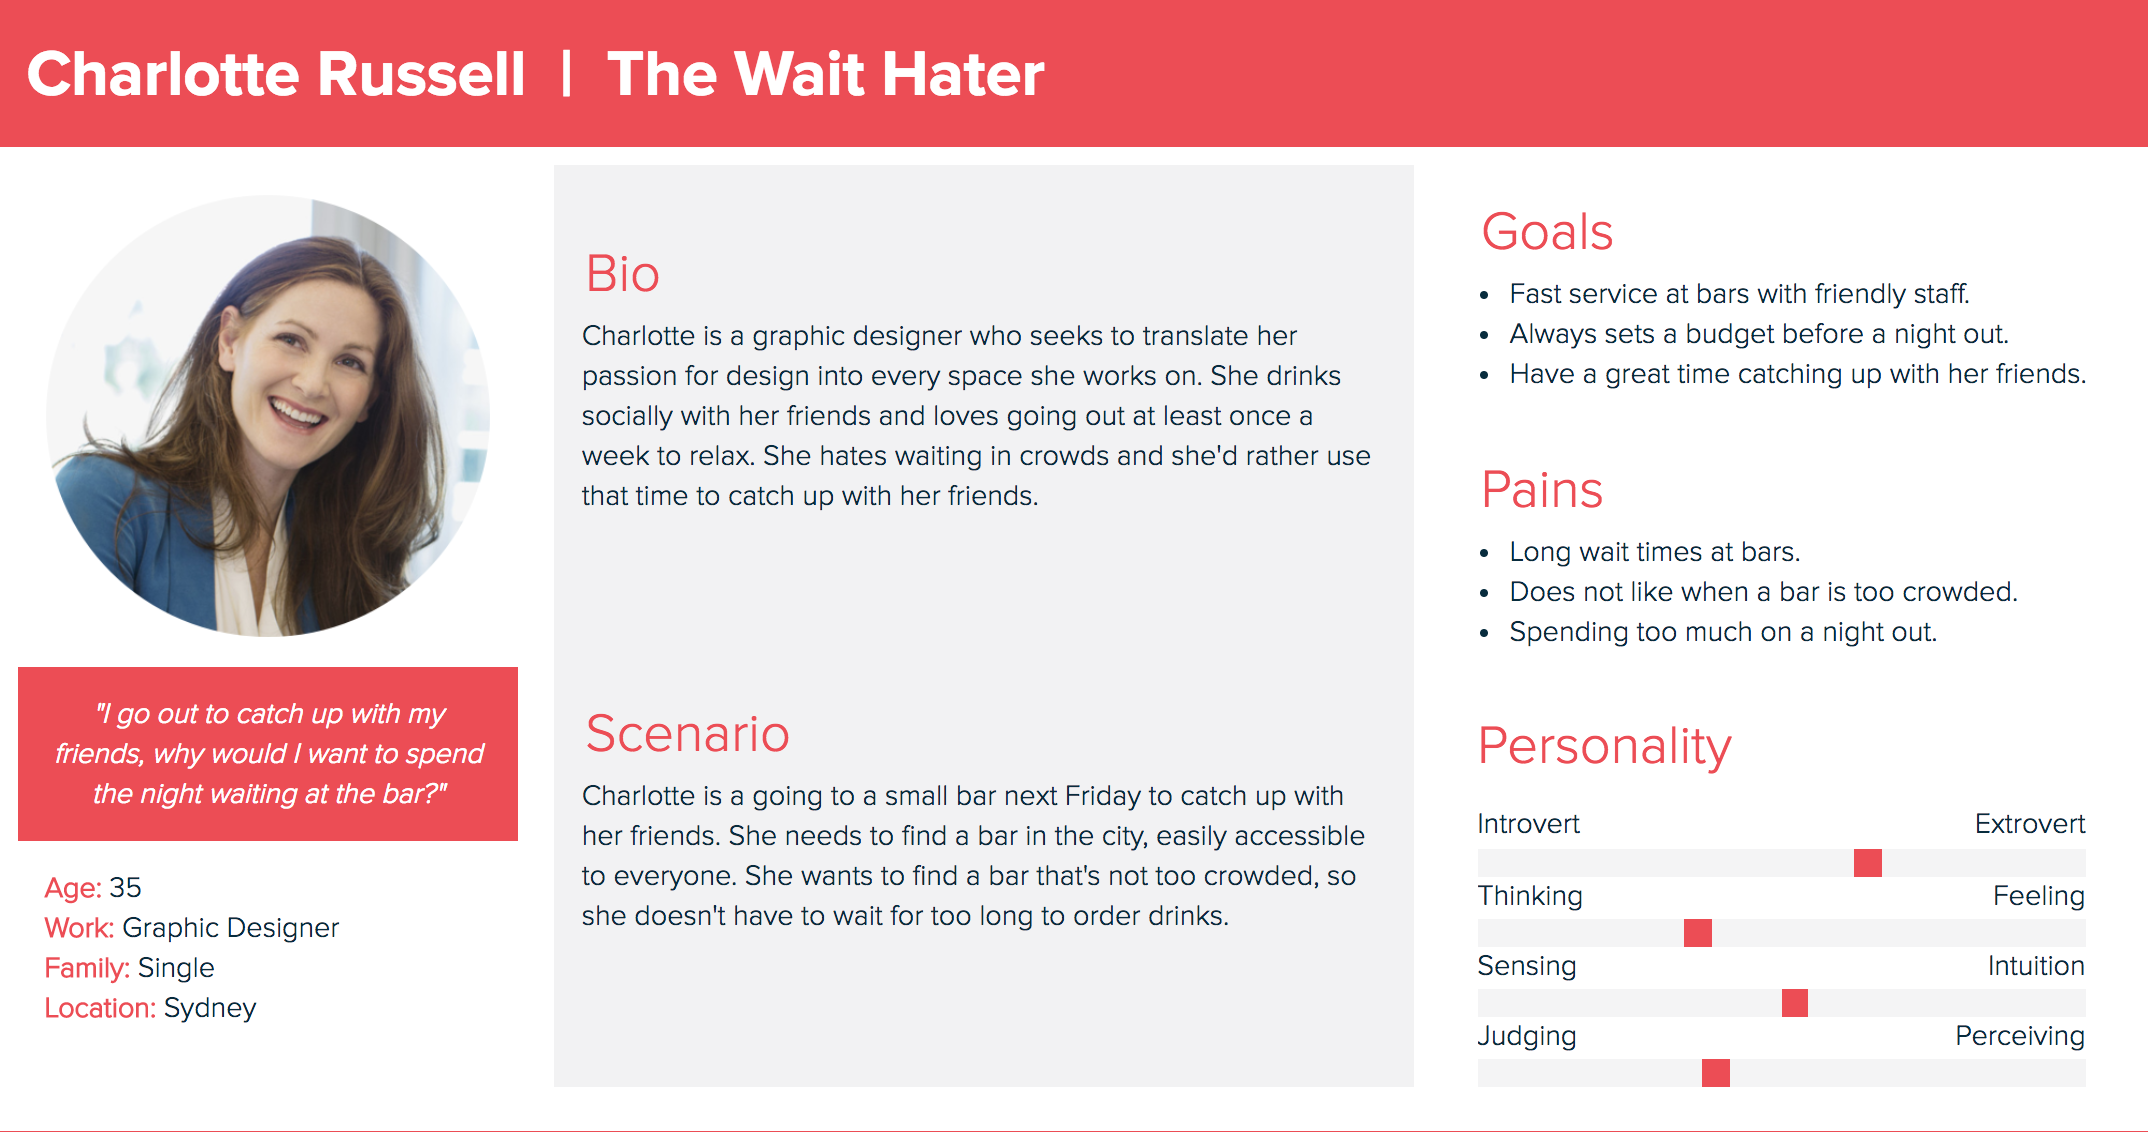 Charlotte Russell | The Wait Hater
"I go out to catch up with my
friends, why would I want to spend
the night waiting at the bar?"
Age: 35
Work: Graphic Designer
Family: Single
Location: Sydney
Bio
Charlotte is a graphic designer who seeks to translate her
passion for design into every space she works on. She drinks
socially with her friends and loves going out at least once a
week to relax. She hates waiting in crowds and she'd rather use
that time to catch up with her friends.
Scenario
Charlotte is a going to a small bar next Friday to catch up with
her friends. She needs to find a bar in the city, easily accessible
to everyone. She wants to find a bar that's not too crowded, so
she doesn't have to wait for too long to order drinks.
Goals
• Fast service at bars with friendly staff.
• Always sets a budget before a night out.
• Have a great time catching up with her friends.
Pains
• Long wait times at bars.
• Does not like when a bar is too crowded.
• Spending too much on a night out.
Personality
Introvert Extrovert
Thinking Feeling
Sensing Intuition
Judging Perceiving